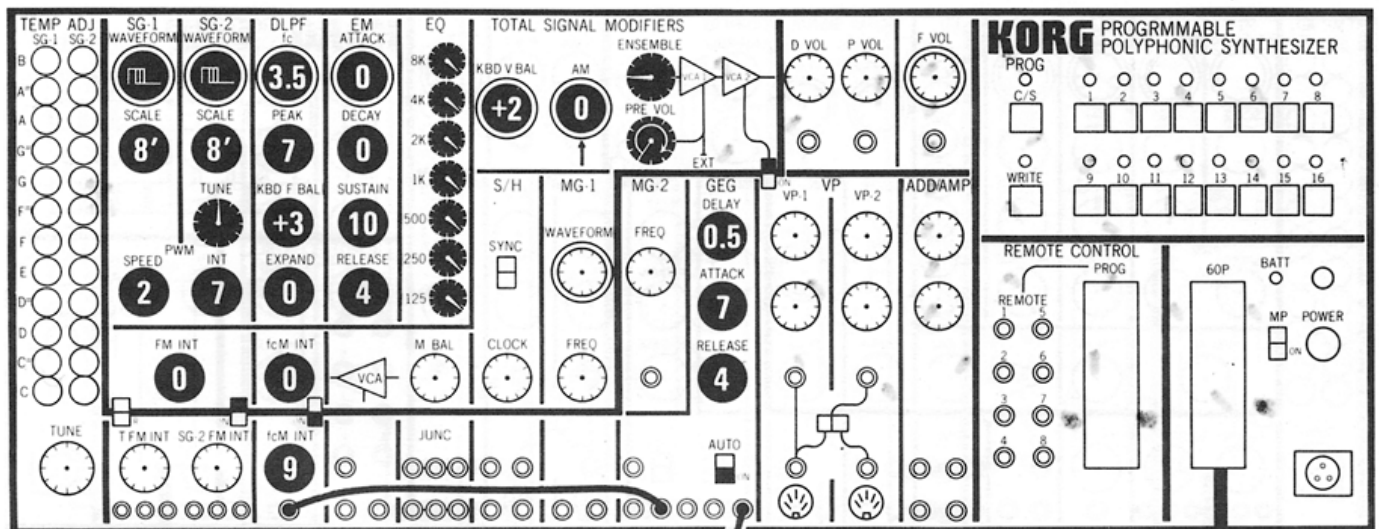 TEMP ADJ
SG-1 SG-2
B
A#
A
G#
G
F#
F
E
D#
D
C#
C
TUNE
SG-1
WAVEFORM
SCALE
8'
SPEED
2
PWM
SG-2
WAVEFORM
SCALE
8'
TUNE
INT
7
FM INT
0
DLPF
fc
3.5
PEAK
7
KBD F BAL
+3
EXPAND
0
fcM INT
0
EM
ATTACK
0
DECAY
0
SUSTAIN
10
RELEASE
4
VCA
EQ
8K
4K
2K
1K
500
250
125
M BAL
TOTAL SIGNAL MODIFIERS
KBD V BAL
+2
AM
0
ENSEMBLE
VCA 1
VCA 2
PRE VOL
EXT
ON
S/H
SYNC
CLOCK
MG-1
WAVEFORM
FREQ
MG-2
FREQ
GEG
DELAY
0.5
ATTACK
7
RELEASE
4
AUTO
IN
T FM INT
SG-2 FM INT
fcM INT
9
JUNC
D VOL
P VOL
F VOL
VP
VP-1
VP-2
ADD/AMP
KORG PROGRMMABLE
POLYPHONIC SYNTHESIZER
PROG
C/S
1 2 3 4 5 6 7 8
WRITE
9 10 11 12 13 14 15 16
REMOTE CONTROL
PROG
REMOTE
1 5
2 6
3 7
4 8
60P
BATT
MP
ON
POWER